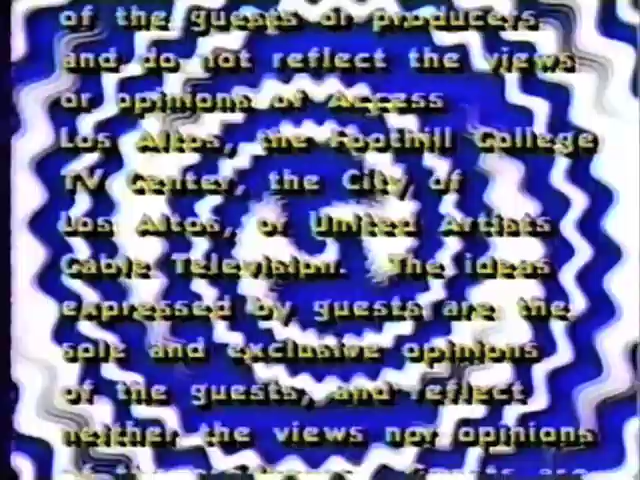 of the guests or producers,
and do not reflect the views
or opinions of Access
Los Altos, the Foothill College
TV Center, the City of
Los Altos, or United Artists
Cable Television. The ideas
expressed by guests are the
sole and exclusive opinions
of the guests, and reflect
neither the views nor opinions
of the